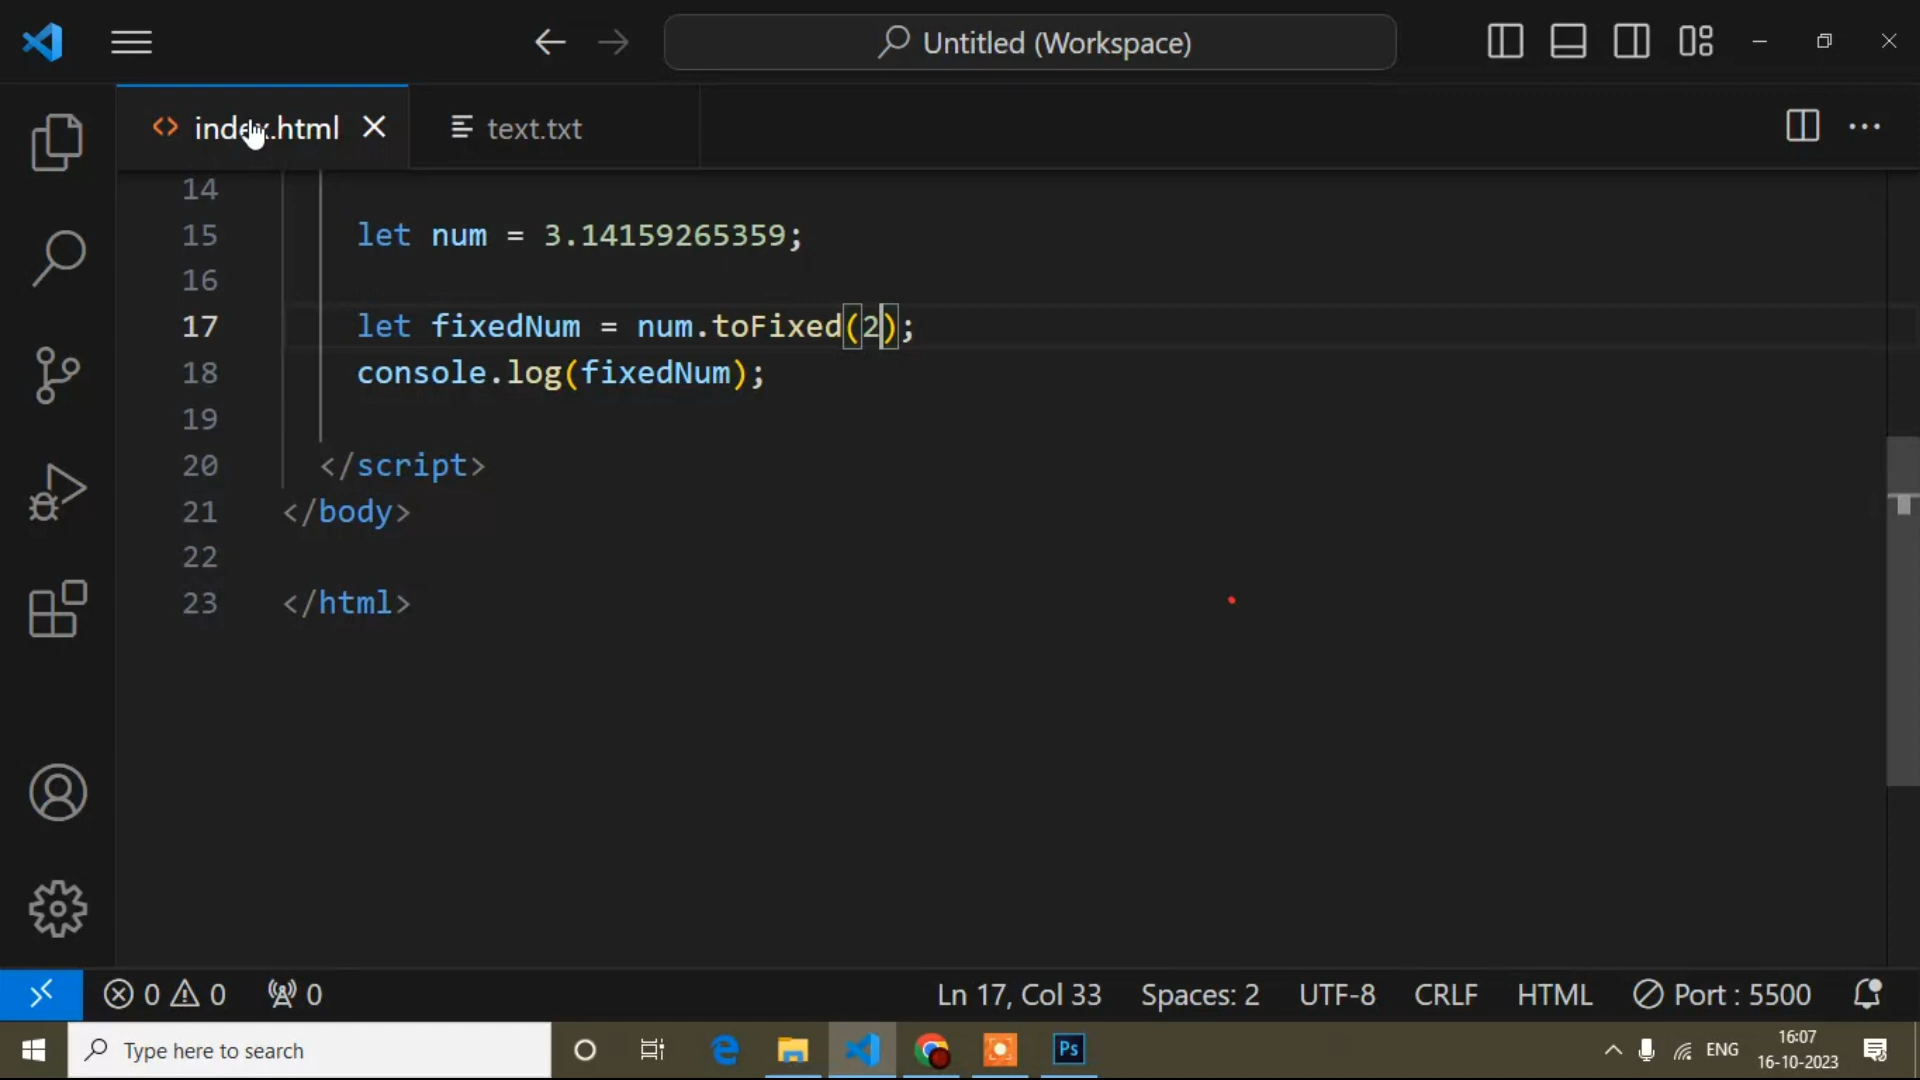 Untitled (Workspace)
<> index.html
text.txt
14
15 let num = 3.14159265359;
16
17 let fixedNum = num.toFixed(2);
18 console.log(fixedNum);
19
20 </script>
21 </body>
22
23 </html>
0 0 0 Ln 17, Col 33 Spaces: 2 UTF-8 CRLF HTML Port : 5500
Type here to search
Ps
ENG
16:07
16-10-2023